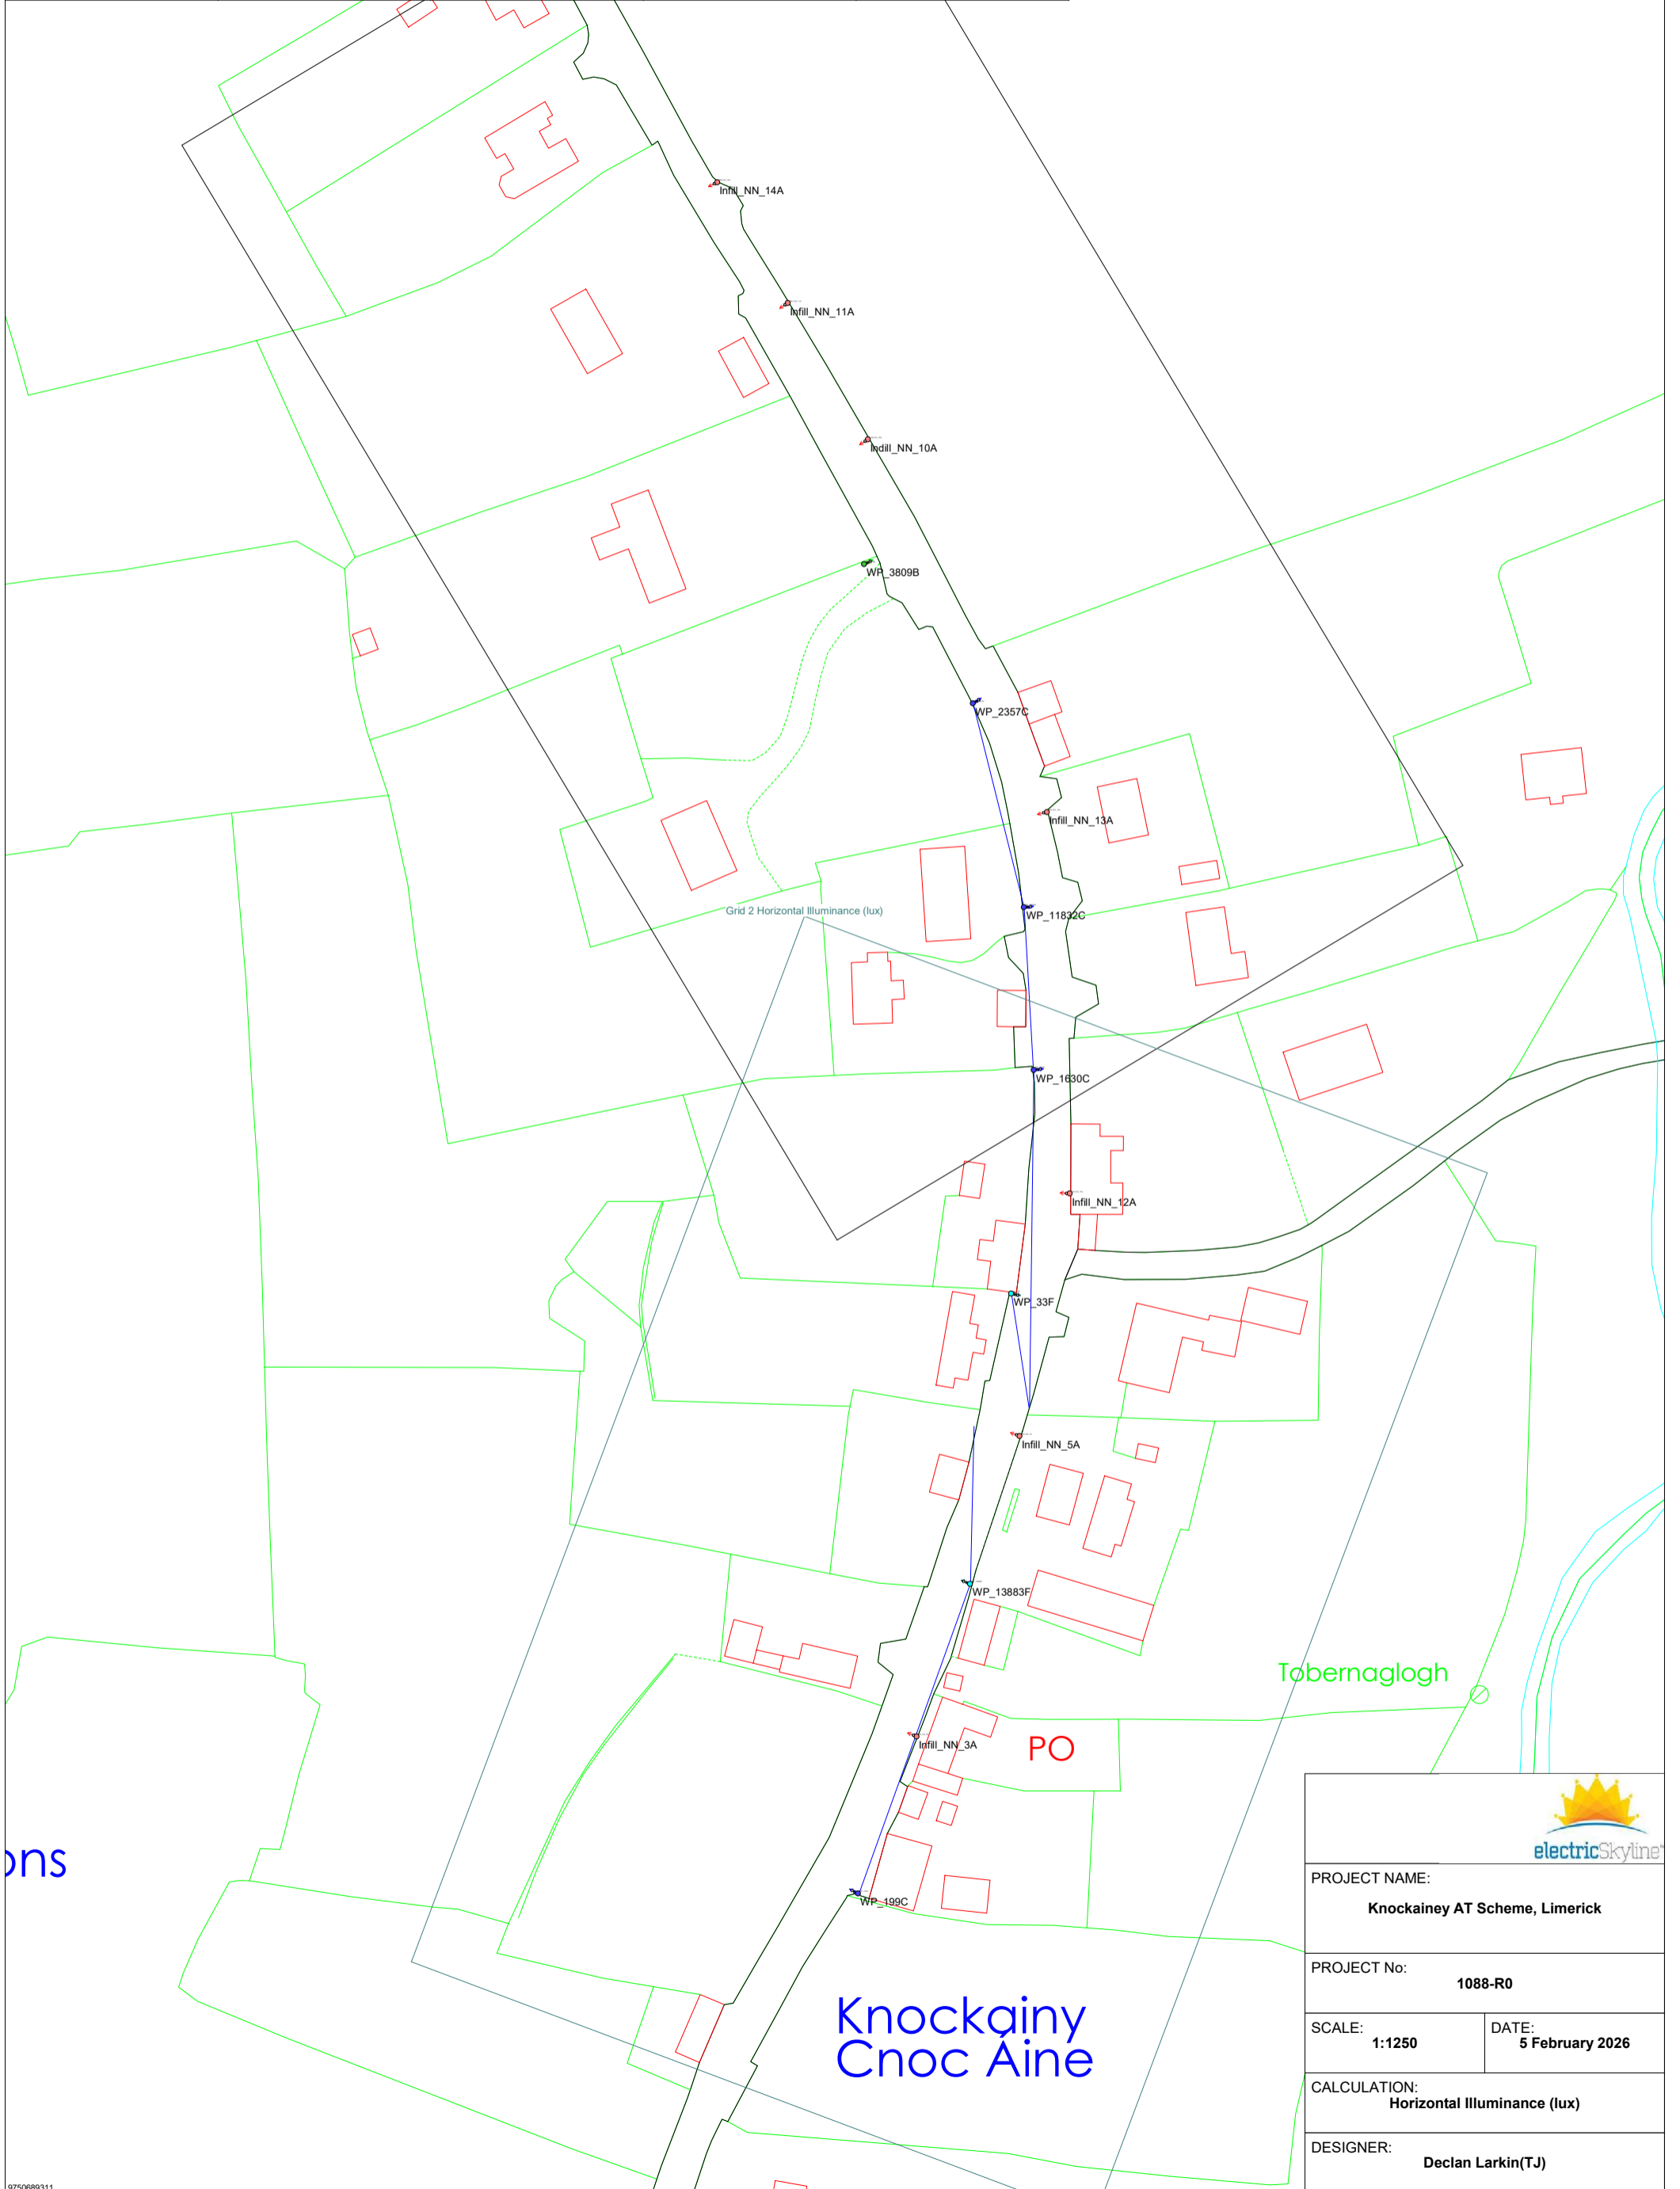 Infill_NN_14A
Infill_NN_11A
Indill_NN_10A
WP_3809B
WP_2357C
Infill_NN_13A
WP_11832C
Grid 2 Horizontal Illuminance (lux)
WP_1630C
Infill_NN_12A
WP_33F
Infill_NN_5A
WP_13883F
Tobernaglogh
Infill_NN_3A
PO
ons
WP_199C
Knockainy
Cnoc Áine
electricSkyline
PROJECT NAME:
Knockainey AT Scheme, Limerick
PROJECT No:
1088-R0
SCALE:
1:1250
DATE:
5 February 2026
CALCULATION:
Horizontal Illuminance (lux)
DESIGNER:
Declan Larkin(TJ)
9750689311